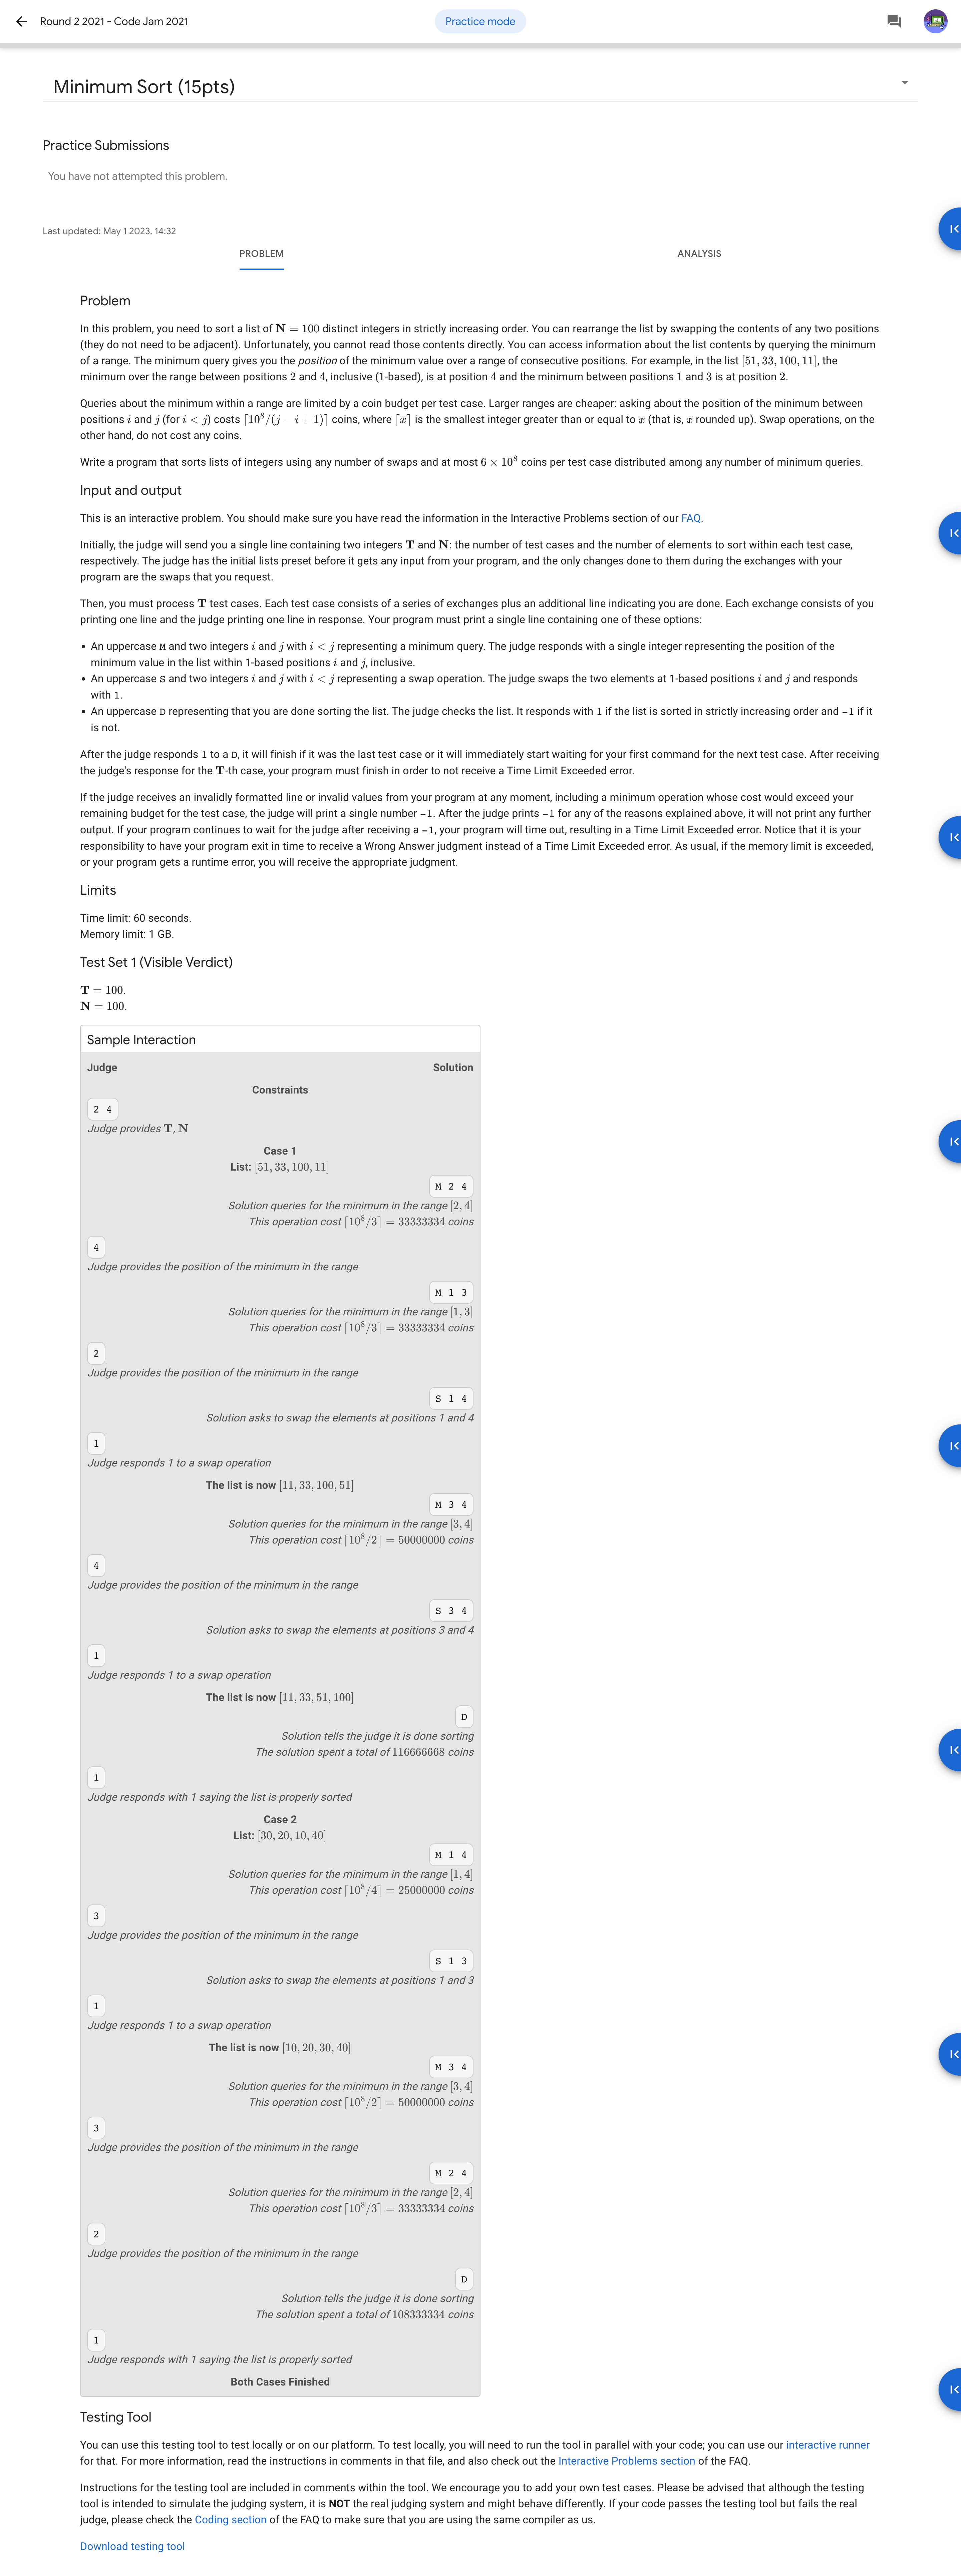 Round 2 2021 - Code Jam 2021
Practice mode
Minimum Sort (15pts)
Practice Submissions
You have not attempted this problem.
Last updated: May 1 2023, 14:32
PROBLEM
ANALYSIS
Problem
In this problem, you need to sort a list of N = 100 distinct integers in strictly increasing order. You can rearrange the list by swapping the contents of any two positions
(they do not need to be adjacent). Unfortunately, you cannot read those contents directly. You can access information about the list contents by querying the minimum
of a range. The minimum query gives you the position of the minimum value over a range of consecutive positions. For example, in the list [51, 33, 100, 11], the
minimum over the range between positions 2 and 4, inclusive (1-based), is at position 4 and the minimum between positions 1 and 3 is at position 2.
Queries about the minimum within a range are limited by a coin budget per test case. Larger ranges are cheaper: asking about the position of the minimum between
positions i and j (for i < j) costs ⌈10⁸/(j − i + 1)⌉ coins, where ⌈x⌉ is the smallest integer greater than or equal to x (that is, x rounded up). Swap operations, on the
other hand, do not cost any coins.
Write a program that sorts lists of integers using any number of swaps and at most 6 × 10⁸ coins per test case distributed among any number of minimum queries.
Input and output
This is an interactive problem. You should make sure you have read the information in the Interactive Problems section of our FAQ.
Initially, the judge will send you a single line containing two integers T and N: the number of test cases and the number of elements to sort within each test case,
respectively. The judge has the initial lists preset before it gets any input from your program, and the only changes done to them during the exchanges with your
program are the swaps that you request.
Then, you must process T test cases. Each test case consists of a series of exchanges plus an additional line indicating you are done. Each exchange consists of you
printing one line and the judge printing one line in response. Your program must print a single line containing one of these options:
• An uppercase M and two integers i and j with i < j representing a minimum query. The judge responds with a single integer representing the position of the
minimum value in the list within 1-based positions i and j, inclusive.
• An uppercase S and two integers i and j with i < j representing a swap operation. The judge swaps the two elements at 1-based positions i and j and responds
with 1.
• An uppercase D representing that you are done sorting the list. The judge checks the list. It responds with 1 if the list is sorted in strictly increasing order and -1 if it
is not.
After the judge responds 1 to a D, it will finish if it was the last test case or it will immediately start waiting for your first command for the next test case. After receiving
the judge's response for the T-th case, your program must finish in order to not receive a Time Limit Exceeded error.
If the judge receives an invalidly formatted line or invalid values from your program at any moment, including a minimum operation whose cost would exceed your
remaining budget for the test case, the judge will print a single number -1. After the judge prints -1 for any of the reasons explained above, it will not print any further
output. If your program continues to wait for the judge after receiving a -1, your program will time out, resulting in a Time Limit Exceeded error. Notice that it is your
responsibility to have your program exit in time to receive a Wrong Answer judgment instead of a Time Limit Exceeded error. As usual, if the memory limit is exceeded,
or your program gets a runtime error, you will receive the appropriate judgment.
Limits
Time limit: 60 seconds.
Memory limit: 1 GB.
Test Set 1 (Visible Verdict)
T = 100.
N = 100.
Sample Interaction
Judge
Solution
Constraints
2 4
Judge provides T, N
Case 1
List: [51, 33, 100, 11]
M 2 4
Solution queries for the minimum in the range [2, 4]
This operation cost ⌈10⁸/3⌉ = 33333334 coins
4
Judge provides the position of the minimum in the range
M 1 3
Solution queries for the minimum in the range [1, 3]
This operation cost ⌈10⁸/3⌉ = 33333334 coins
2
Judge provides the position of the minimum in the range
S 1 4
Solution asks to swap the elements at positions 1 and 4
1
Judge responds 1 to a swap operation
The list is now [11, 33, 100, 51]
M 3 4
Solution queries for the minimum in the range [3, 4]
This operation cost ⌈10⁸/2⌉ = 50000000 coins
4
Judge provides the position of the minimum in the range
S 3 4
Solution asks to swap the elements at positions 3 and 4
1
Judge responds 1 to a swap operation
The list is now [11, 33, 51, 100]
D
Solution tells the judge it is done sorting
The solution spent a total of 116666668 coins
1
Judge responds with 1 saying the list is properly sorted
Case 2
List: [30, 20, 10, 40]
M 1 4
Solution queries for the minimum in the range [1, 4]
This operation cost ⌈10⁸/4⌉ = 25000000 coins
3
Judge provides the position of the minimum in the range
S 1 3
Solution asks to swap the elements at positions 1 and 3
1
Judge responds 1 to a swap operation
The list is now [10, 20, 30, 40]
M 3 4
Solution queries for the minimum in the range [3, 4]
This operation cost ⌈10⁸/2⌉ = 50000000 coins
3
Judge provides the position of the minimum in the range
M 2 4
Solution queries for the minimum in the range [2, 4]
This operation cost ⌈10⁸/3⌉ = 33333334 coins
2
Judge provides the position of the minimum in the range
D
Solution tells the judge it is done sorting
The solution spent a total of 108333334 coins
1
Judge responds with 1 saying the list is properly sorted
Both Cases Finished
Testing Tool
You can use this testing tool to test locally or on our platform. To test locally, you will need to run the tool in parallel with your code; you can use our interactive runner
for that. For more information, read the instructions in comments in that file, and also check out the Interactive Problems section of the FAQ.
Instructions for the testing tool are included in comments within the tool. We encourage you to add your own test cases. Please be advised that although the testing
tool is intended to simulate the judging system, it is NOT the real judging system and might behave differently. If your code passes the testing tool but fails the real
judge, please check the Coding section of the FAQ to make sure that you are using the same compiler as us.
Download testing tool